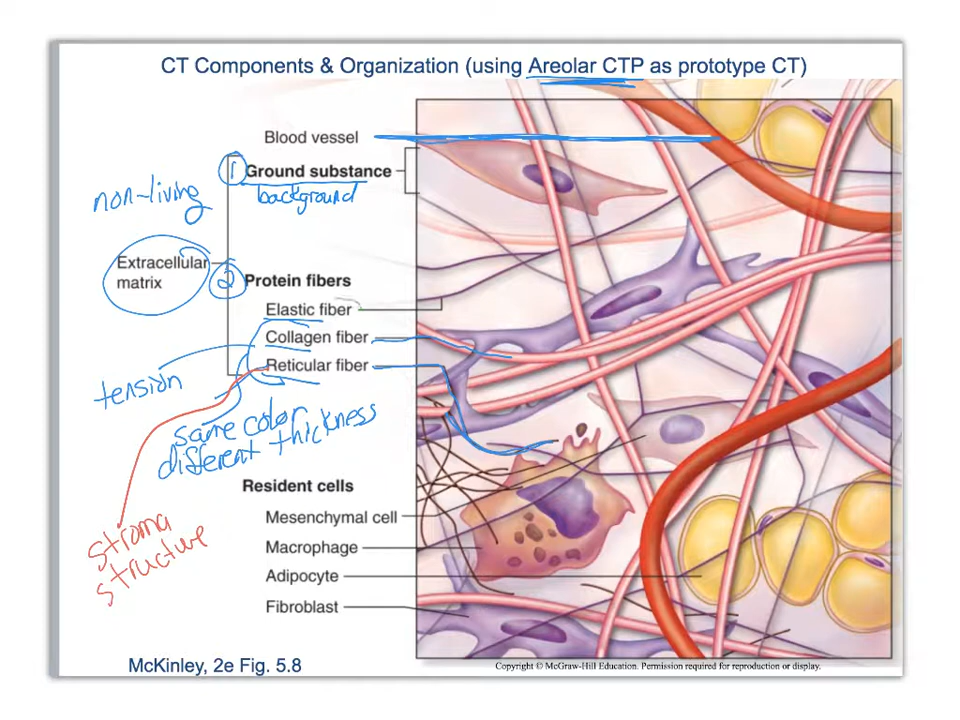 CT Components & Organization (using Areolar CTP as prototype CT)
Blood vessel
1 Ground substance
background
non-living
Extracellular
matrix
2 Protein fibers
Elastic fiber
Collagen fiber
Reticular fiber
tension
same color
different thickness
Resident cells
Mesenchymal cell
Macrophage
Adipocyte
Fibroblast
stroma
structure
McKinley, 2e Fig. 5.8
Copyright © McGraw-Hill Education. Permission required for reproduction or display.